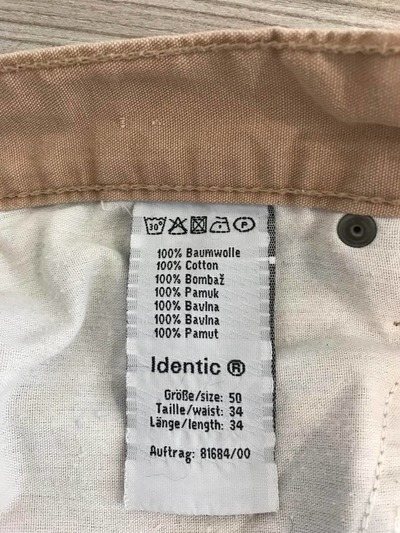 30°
P
100% Baumwolle
100% Cotton
100% Bombaž
100% Pamuk
100% Bavlna
100% Bavlna
100% Pamut
Identic ®
Größe/size: 50
Taille/waist: 34
Länge/length: 34
Auftrag: 81684/00